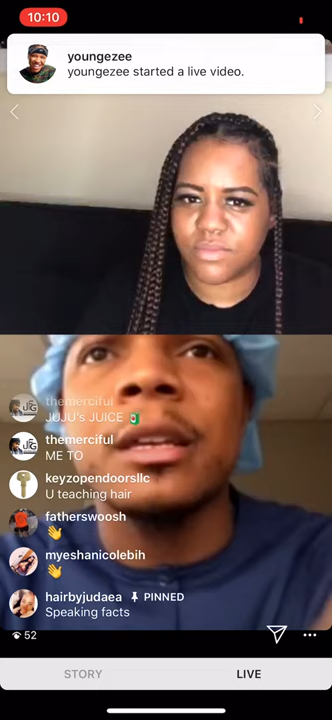 10:10
youngezee
youngezee started a live video.
themerciful
JUJU's JUICE
themerciful
ME TO
keyzopendoorsllc
U teaching hair
fatherswoosh
myeshanicolebih
hairbyjudaea PINNED
Speaking facts
52
STORY LIVE